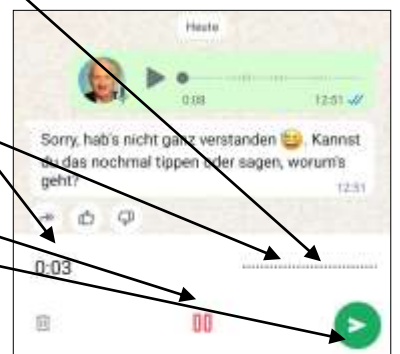 Heute
0:08 12:51
Sorry, hab's nicht ganz verstanden 😅. Kannst
du das nochmal tippen oder sagen, worum's
geht?
12:51
0:03